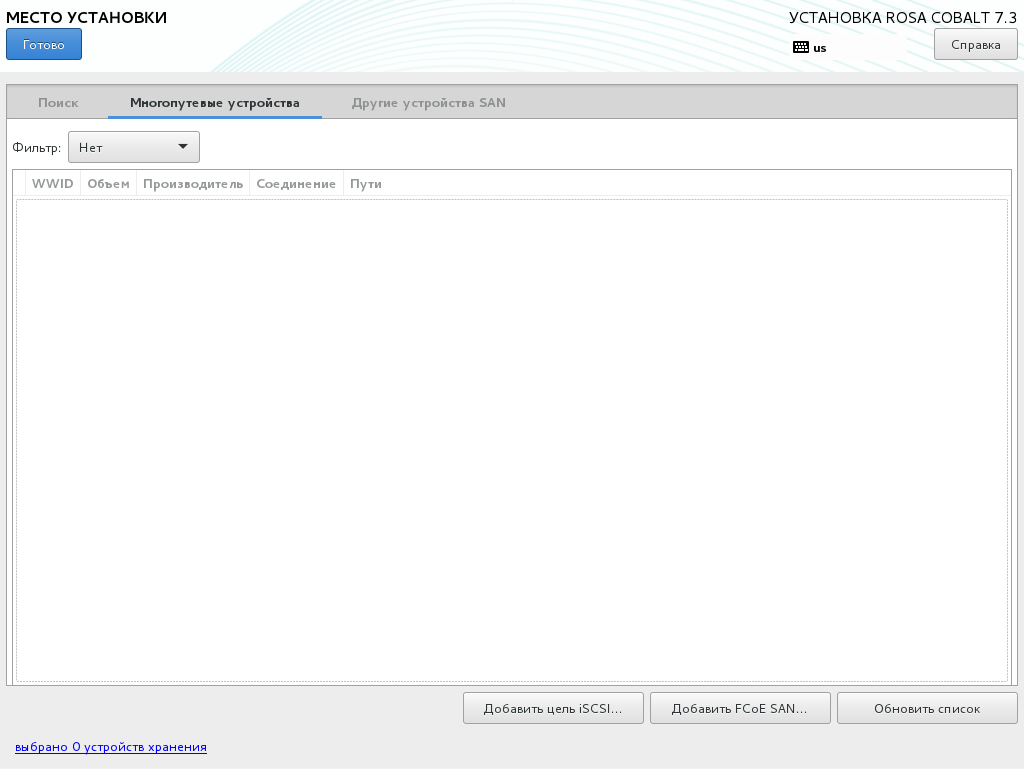 МЕСТО УСТАНОВКИ
УСТАНОВКА ROSA COBALT 7.3
Готово
us
Справка
Поиск
Многопутевые устройства
Другие устройства SAN
Фильтр:
Нет
WWID
Объем
Производитель
Соединение
Пути
Добавить цель iSCSI...
Добавить FCoE SAN...
Обновить список
выбрано 0 устройств хранения